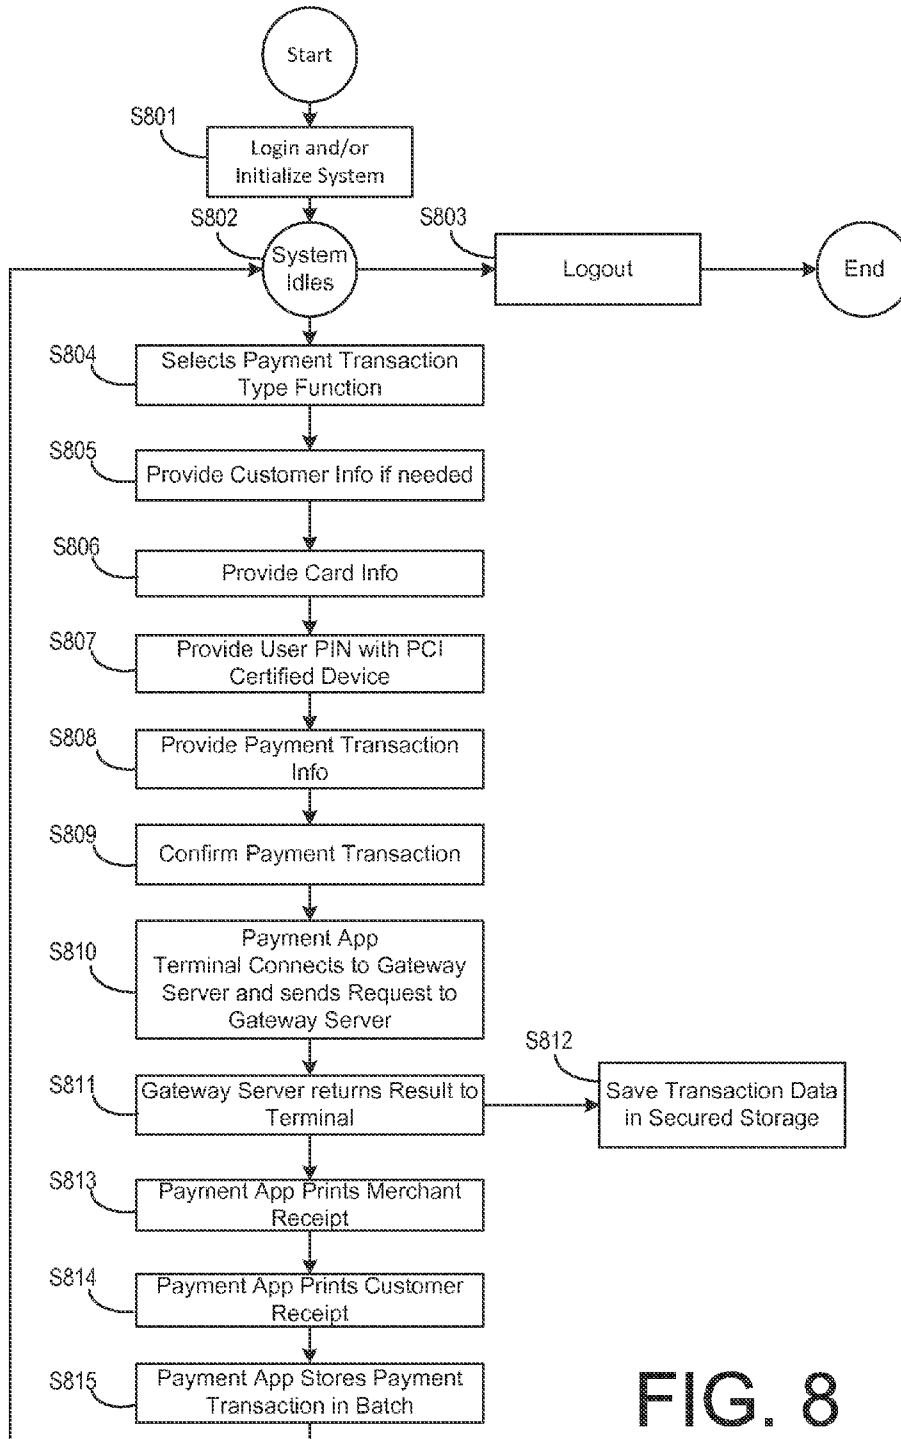 Start
S801
Login and/or
Initialize System
S802
System
Idles
S803
Logout
End
S804
Selects Payment Transaction
Type Function
S805
Provide Customer Info if needed
S806
Provide Card Info
S807
Provide User PIN with PCI
Certified Device
S808
Provide Payment Transaction
Info
S809
Confirm Payment Transaction
S810
Payment App
Terminal Connects to Gateway
Server and sends Request to
Gateway Server
S811
Gateway Server returns Result to
Terminal
S812
Save Transaction Data
in Secured Storage
S813
Payment App Prints Merchant
Receipt
S814
Payment App Prints Customer
Receipt
S815
Payment App Stores Payment
Transaction in Batch
FIG. 8